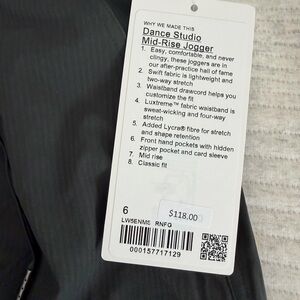 WHY WE MADE THIS
Dance Studio
Mid-Rise Jogger
1. Easy, comfortable, and never
clingy, these joggers are in
our after-practice hall of fame
2. Swift fabric is lightweight and
two-way stretch
3. Waistband drawcord helps you
customize the fit
4. Luxtreme™ fabric waistband is
sweat-wicking and four-way
stretch
5. Added Lycra® fibre for stretch
and shape retention
6. Front hand pockets with hidden
zipper pocket and card sleeve
7. Mid rise
8. Classic fit
6
$118.00
LW5ENMS RNFG
000157717129